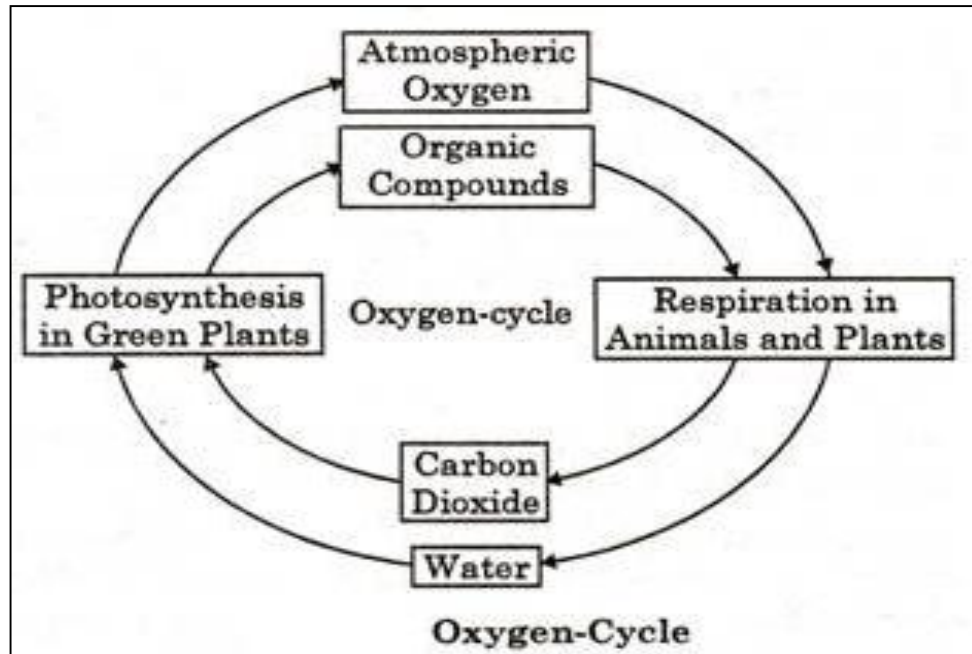 Atmospheric
Oxygen
Organic
Compounds
Photosynthesis
in Green Plants
Oxygen-cycle
Respiration in
Animals and Plants
Carbon
Dioxide
Water
Oxygen-Cycle